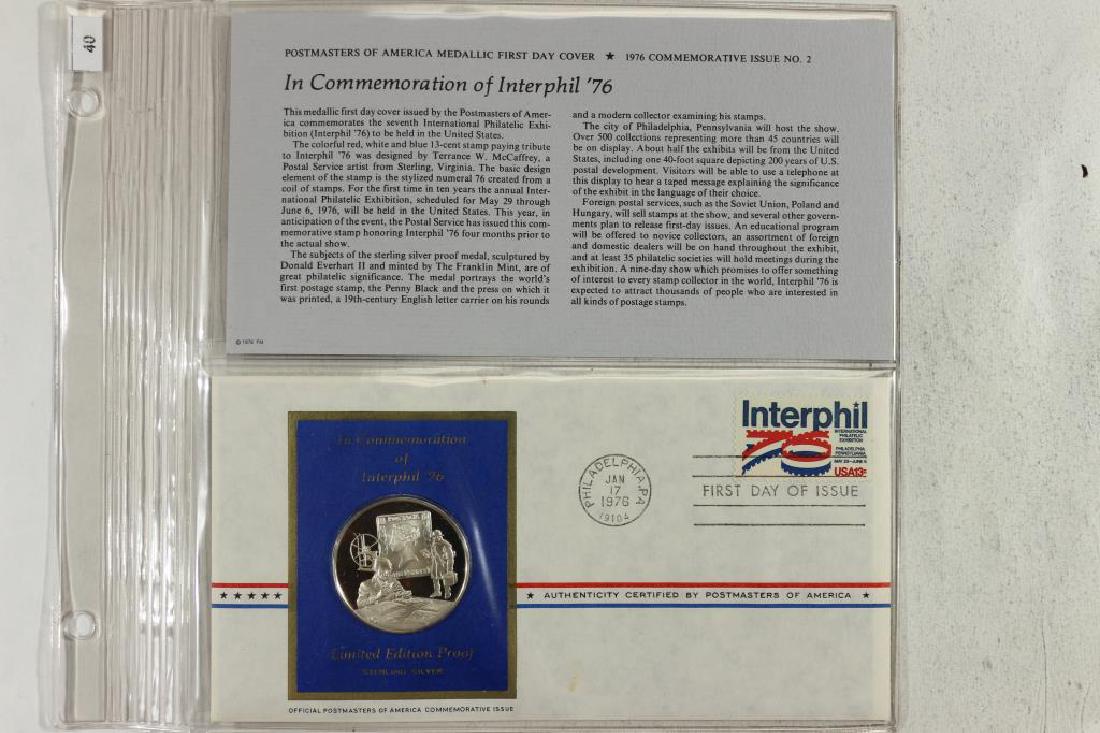 40
POSTMASTERS OF AMERICA MEDALLIC FIRST DAY COVER ★ 1976 COMMEMORATIVE ISSUE NO. 2
In Commemoration of Interphil '76
This medallic first day cover issued by the Postmasters of Amer-
ica commemorates the seventh International Philatelic Exhi-
bition (Interphil '76) to be held in the United States.
The colorful red, white and blue 13-cent stamp paying tribute
to Interphil '76 was designed by Terrance W. McCaffrey, a
Postal Service artist from Sterling, Virginia. The basic design
element of the stamp is the stylized numeral 76 created from a
coil of stamps. For the first time in ten years the annual Inter-
national Philatelic Exhibition, scheduled for May 29 through
June 6, 1976, will be held in the United States. This year, in
anticipation of the event, the Postal Service has issued this com-
memorative stamp honoring Interphil '76 four months prior to
the actual show.
The subjects of the sterling silver proof medal, sculptured by
Donald Everhart II and minted by The Franklin Mint, are of
great philatelic significance. The medal portrays the world's
first postage stamp, the Penny Black and the press on which it
was printed, a 19th-century English letter carrier on his rounds
and a modern collector examining his stamps.
The city of Philadelphia, Pennsylvania will host the show.
Over 500 collections representing more than 45 countries will
be on display. About half the exhibits will be from the United
States, including one 40-foot square depicting 200 years of U.S.
postal development. Visitors will be able to use a telephone at
this display to hear a taped message explaining the significance
of the exhibit in the language of their choice.
Foreign postal services, such as the Soviet Union, Poland and
Hungary, will sell stamps at the show, and several other govern-
ments plan to release first-day issues. An educational program
will be offered to novice collectors, an assortment of foreign
and domestic dealers will be on hand throughout the exhibit,
and at least 35 philatelic societies will hold meetings during the
exhibition. A nine-day show which promises to offer something
of interest to every stamp collector in the world, Interphil '76 is
expected to attract thousands of people who are interested in
all kinds of postage stamps.
© 1976 FM
In Commemoration
of
Interphil '76
POSTAGE
Limited Edition Proof
STERLING SILVER
OFFICIAL POSTMASTERS OF AMERICA COMMEMORATIVE ISSUE
PHILADELPHIA, PA
JAN
17
1976
19104
Interphil
76
INTERNATIONAL
PHILATELIC
EXHIBITION
PHILADELPHIA
PENNSYLVANIA
MAY 29-JUNE 6
USA13c
FIRST DAY OF ISSUE
★ ★ ★ ★ ★
★ AUTHENTICITY CERTIFIED BY POSTMASTERS OF AMERICA ★